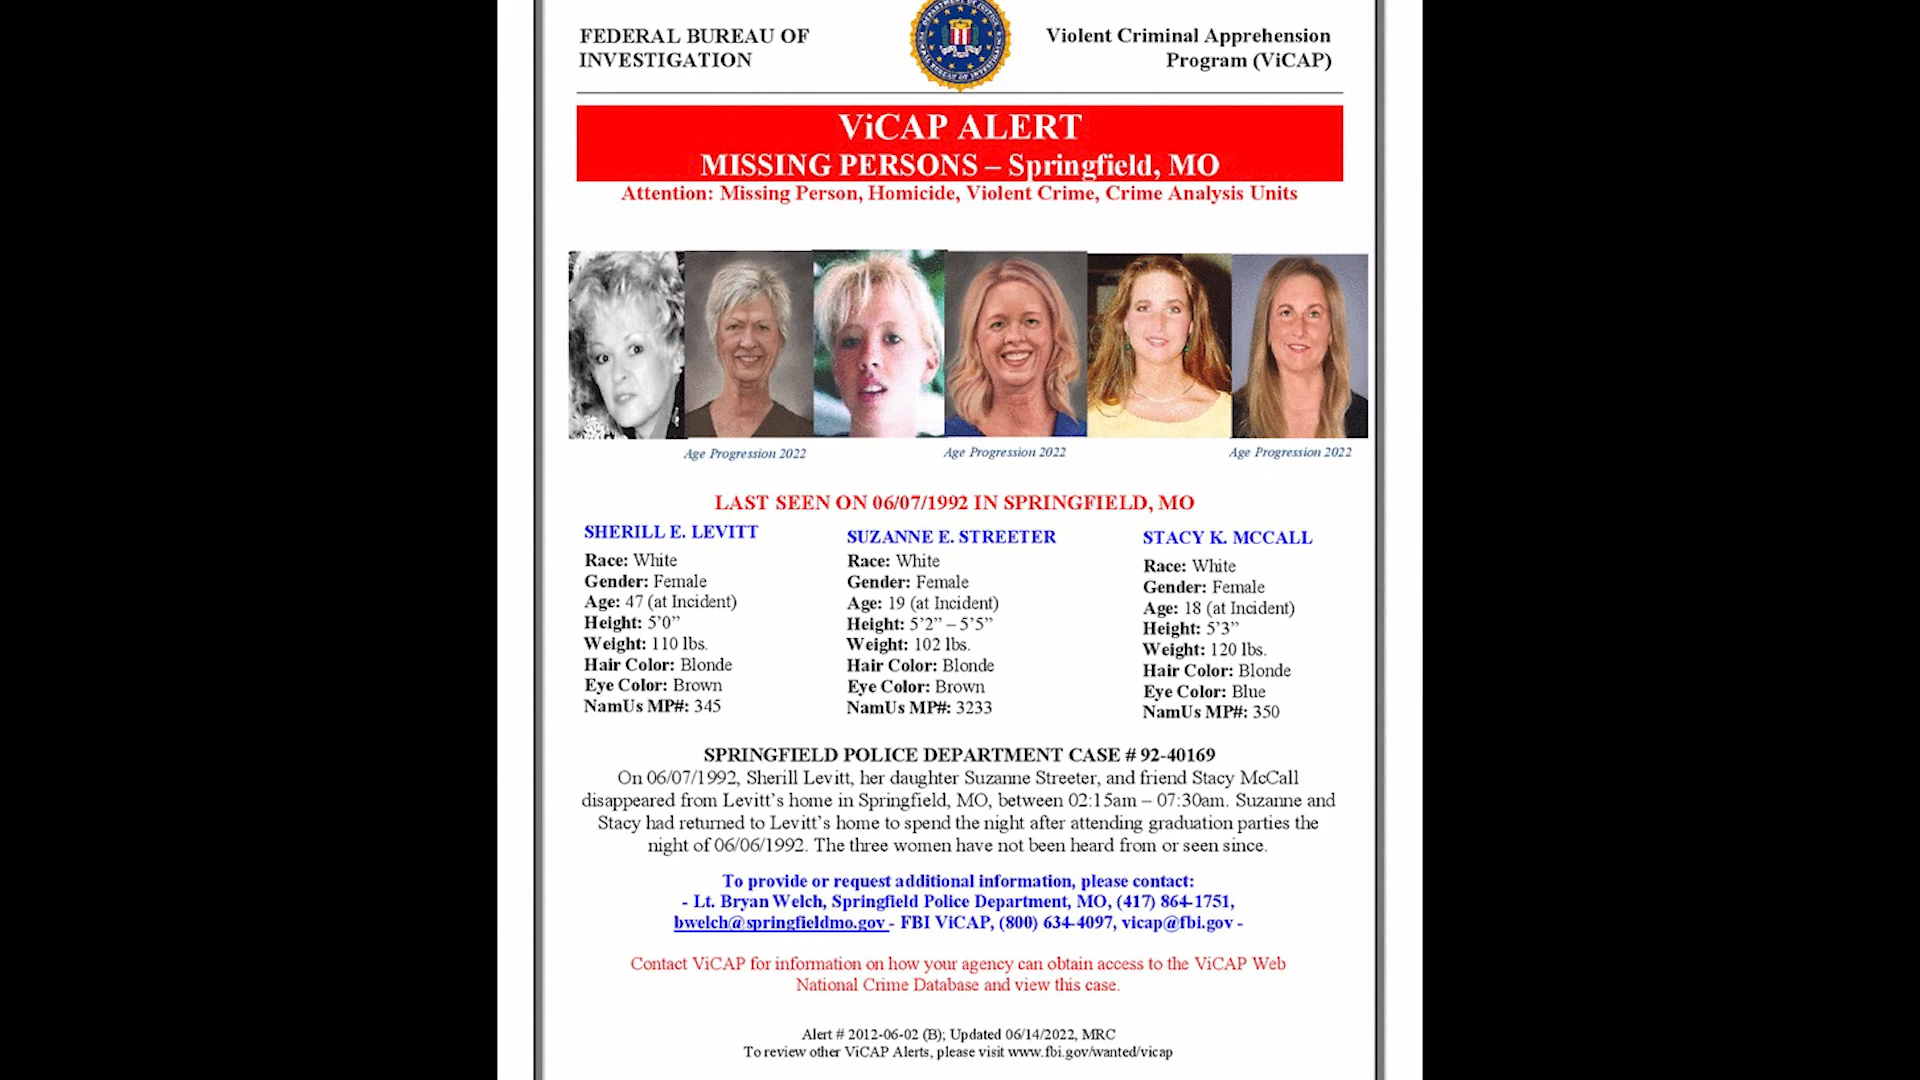 FEDERAL BUREAU OF
INVESTIGATION
Violent Criminal Apprehension
Program (ViCAP)
ViCAP ALERT
MISSING PERSONS – Springfield, MO
Attention: Missing Person, Homicide, Violent Crime, Crime Analysis Units
Age Progression 2022
Age Progression 2022
Age Progression 2022
LAST SEEN ON 06/07/1992 IN SPRINGFIELD, MO
SHERILL E. LEVITT
Race: White
Gender: Female
Age: 47 (at Incident)
Height: 5’0”
Weight: 110 lbs.
Hair Color: Blonde
Eye Color: Brown
NamUs MP#: 345
SUZANNE E. STREETER
Race: White
Gender: Female
Age: 19 (at Incident)
Height: 5’2” – 5’5”
Weight: 102 lbs.
Hair Color: Blonde
Eye Color: Brown
NamUs MP#: 3233
STACY K. MCCALL
Race: White
Gender: Female
Age: 18 (at Incident)
Height: 5’3”
Weight: 120 lbs.
Hair Color: Blonde
Eye Color: Blue
NamUs MP#: 350
SPRINGFIELD POLICE DEPARTMENT CASE # 92-40169
On 06/07/1992, Sherill Levitt, her daughter Suzanne Streeter, and friend Stacy McCall
disappeared from Levitt’s home in Springfield, MO, between 02:15am – 07:30am. Suzanne and
Stacy had returned to Levitt’s home to spend the night after attending graduation parties the
night of 06/06/1992. The three women have not been heard from or seen since.
To provide or request additional information, please contact:
- Lt. Bryan Welch, Springfield Police Department, MO, (417) 864-1751,
bwelch@springfieldmo.gov - FBI ViCAP, (800) 634-4097, vicap@fbi.gov -
Contact ViCAP for information on how your agency can obtain access to the ViCAP Web
National Crime Database and view this case.
Alert # 2012-06-02 (B); Updated 06/14/2022, MRC
To review other ViCAP Alerts, please visit www.fbi.gov/wanted/vicap